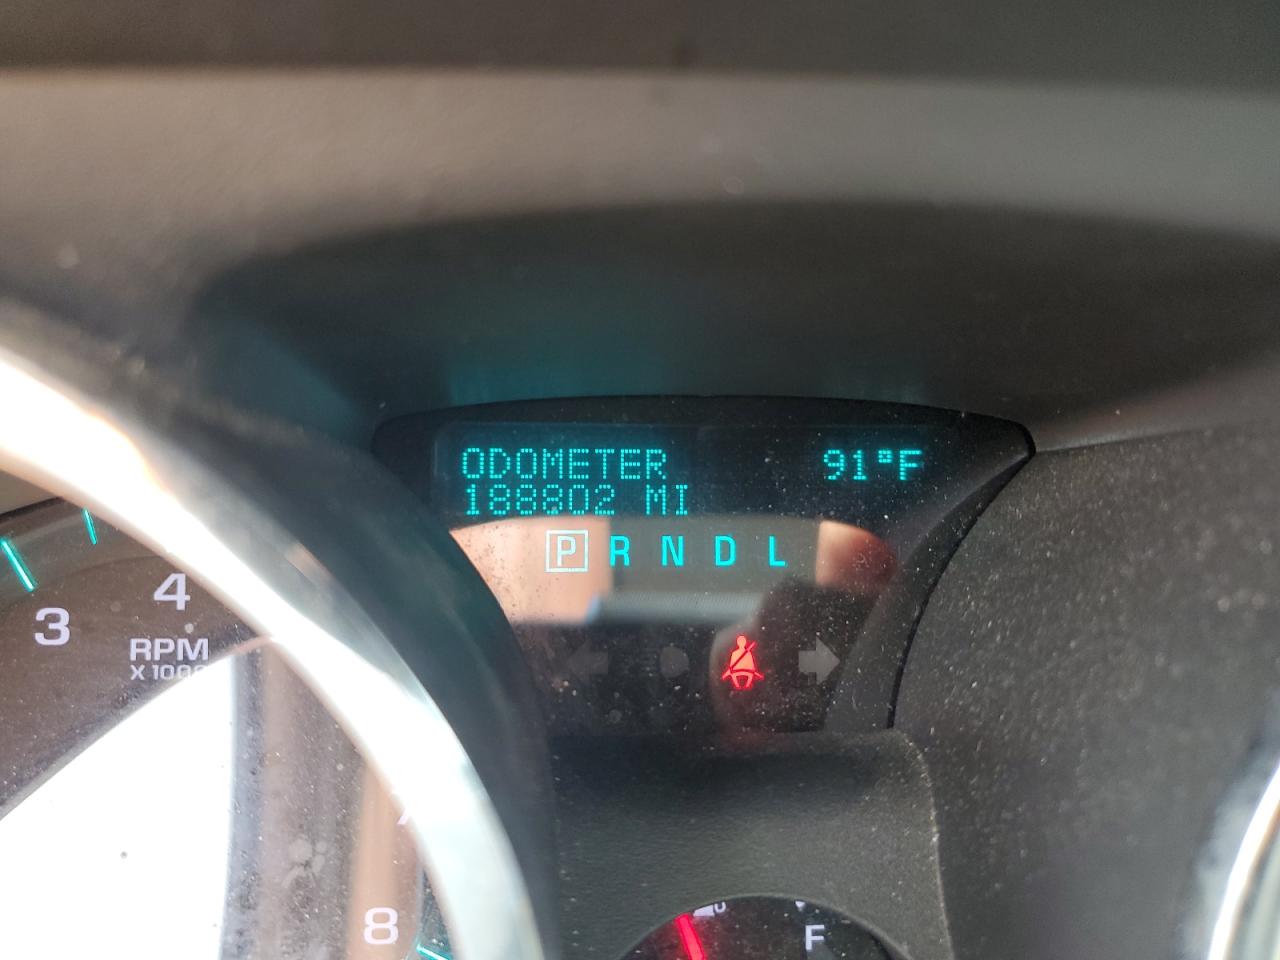 ODOMETER 91°F
188802 MI
P R N D L
3
4
RPM
X 1000
8
F